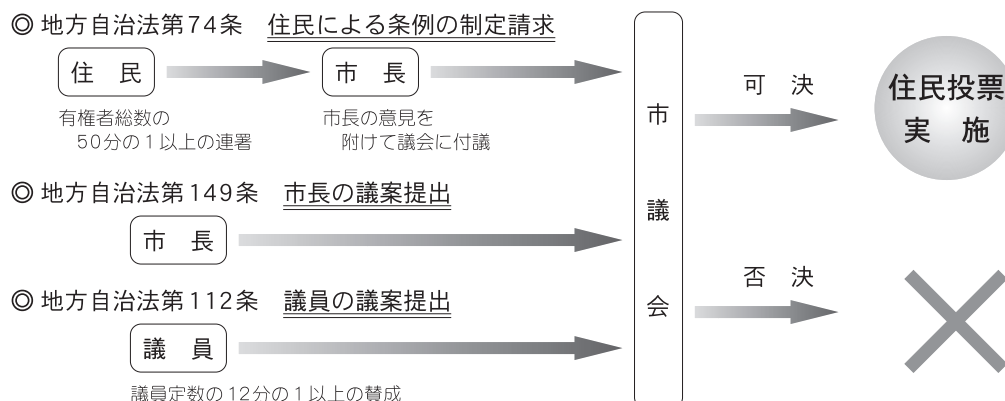 ◎ 地方自治法第74条 住民による条例の制定請求
住 民
市 長
有権者総数の
50分の1以上の連署
市長の意見を
附けて議会に付議
◎ 地方自治法第149条 市長の議案提出
市 長
◎ 地方自治法第112条 議員の議案提出
議 員
議員定数の12分の1以上の賛成
市議会
可 決
住民投票
実 施
否 決